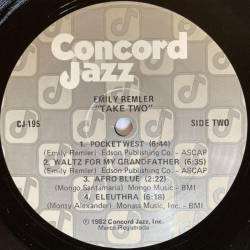 Concord
Jazz
EMILY REMLER
"TAKE TWO"
CJ-195 SIDE TWO
1. POCKET WEST (6:44)
(Emily Remler) Edson Publishing Co. - ASCAP
2. WALTZ FOR MY GRANDFATHER (6:35)
(Emily Remler) Edson Publishing Co. - ASCAP
3. AFRO BLUE (2:22)
(Mongo Santamaria) Mongo Music - BMI
4. ELEUTHRA (6:18)
(Monty Alexander) Monass Music Inc. - BMI
© 1982 Concord Jazz, Inc.
Marca Registrada